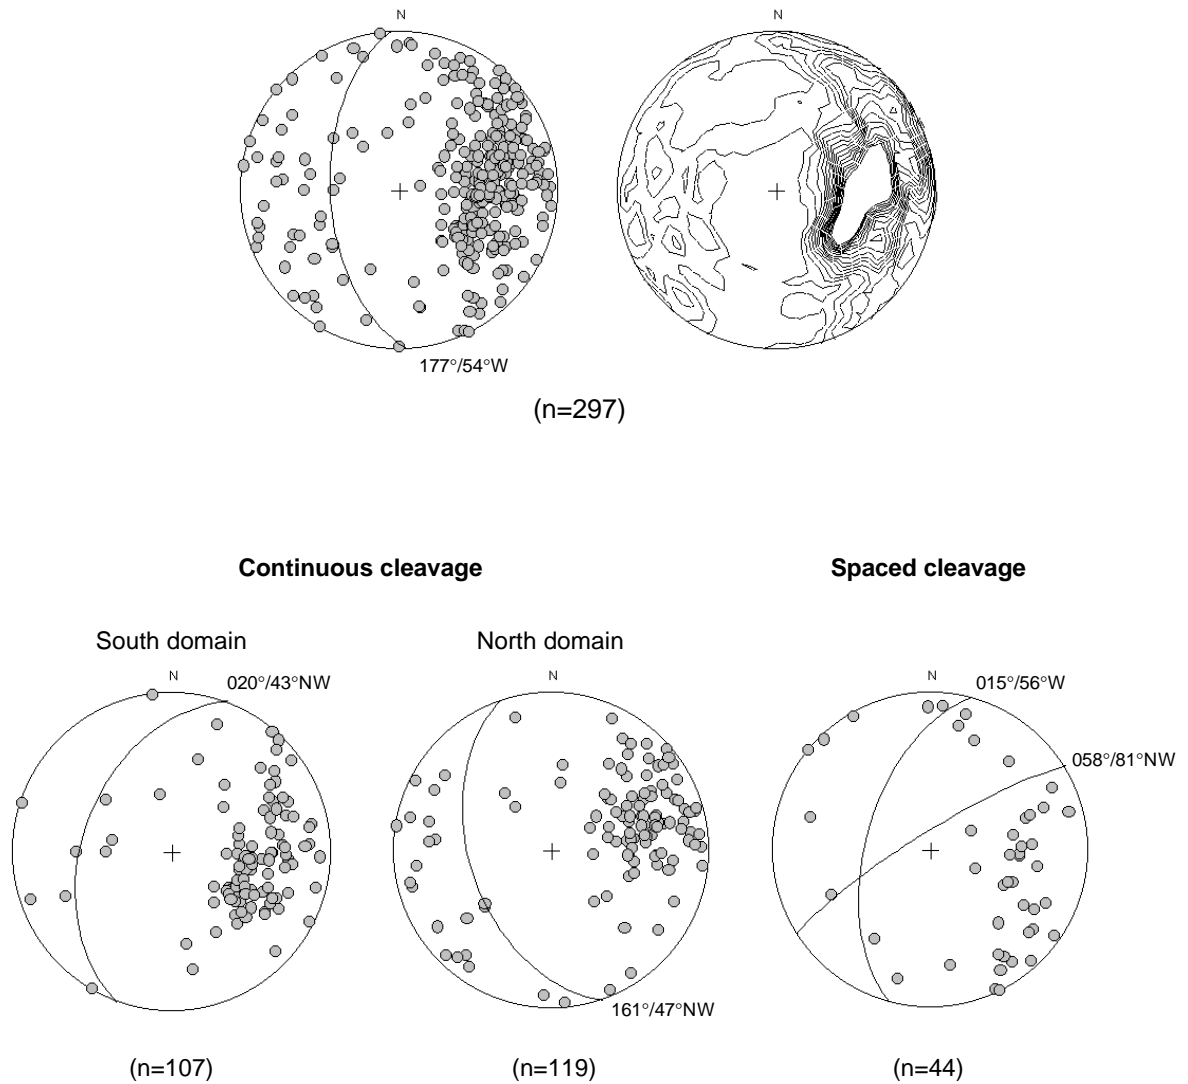 N N
177°/54°W
(n=297)
Continuous cleavage Spaced cleavage
South domain North domain
N 020°/43°NW N N 015°/56°W
058°/81°NW
161°/47°NW
(n=107) (n=119) (n=44)